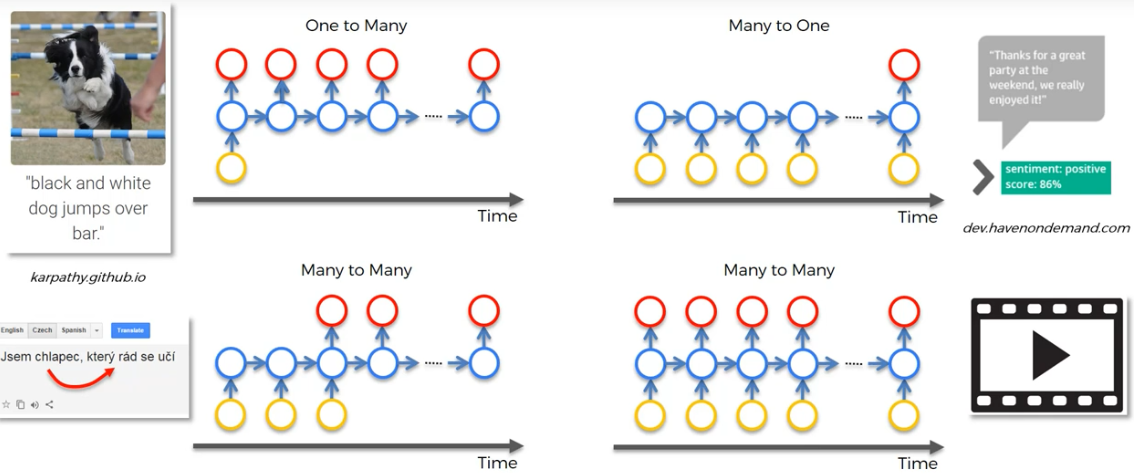 One to Many
Many to One
"Thanks for a great
party at the
weekend, we really
enjoyed it!"
sentiment: positive
score: 86%
"black and white
dog jumps over
bar."
Time
Time
dev.havenondemand.com
karpathy.github.io
Many to Many
Many to Many
English Czech Spanish Translate
Jsem chlapec, který rád se učí
Time
Time